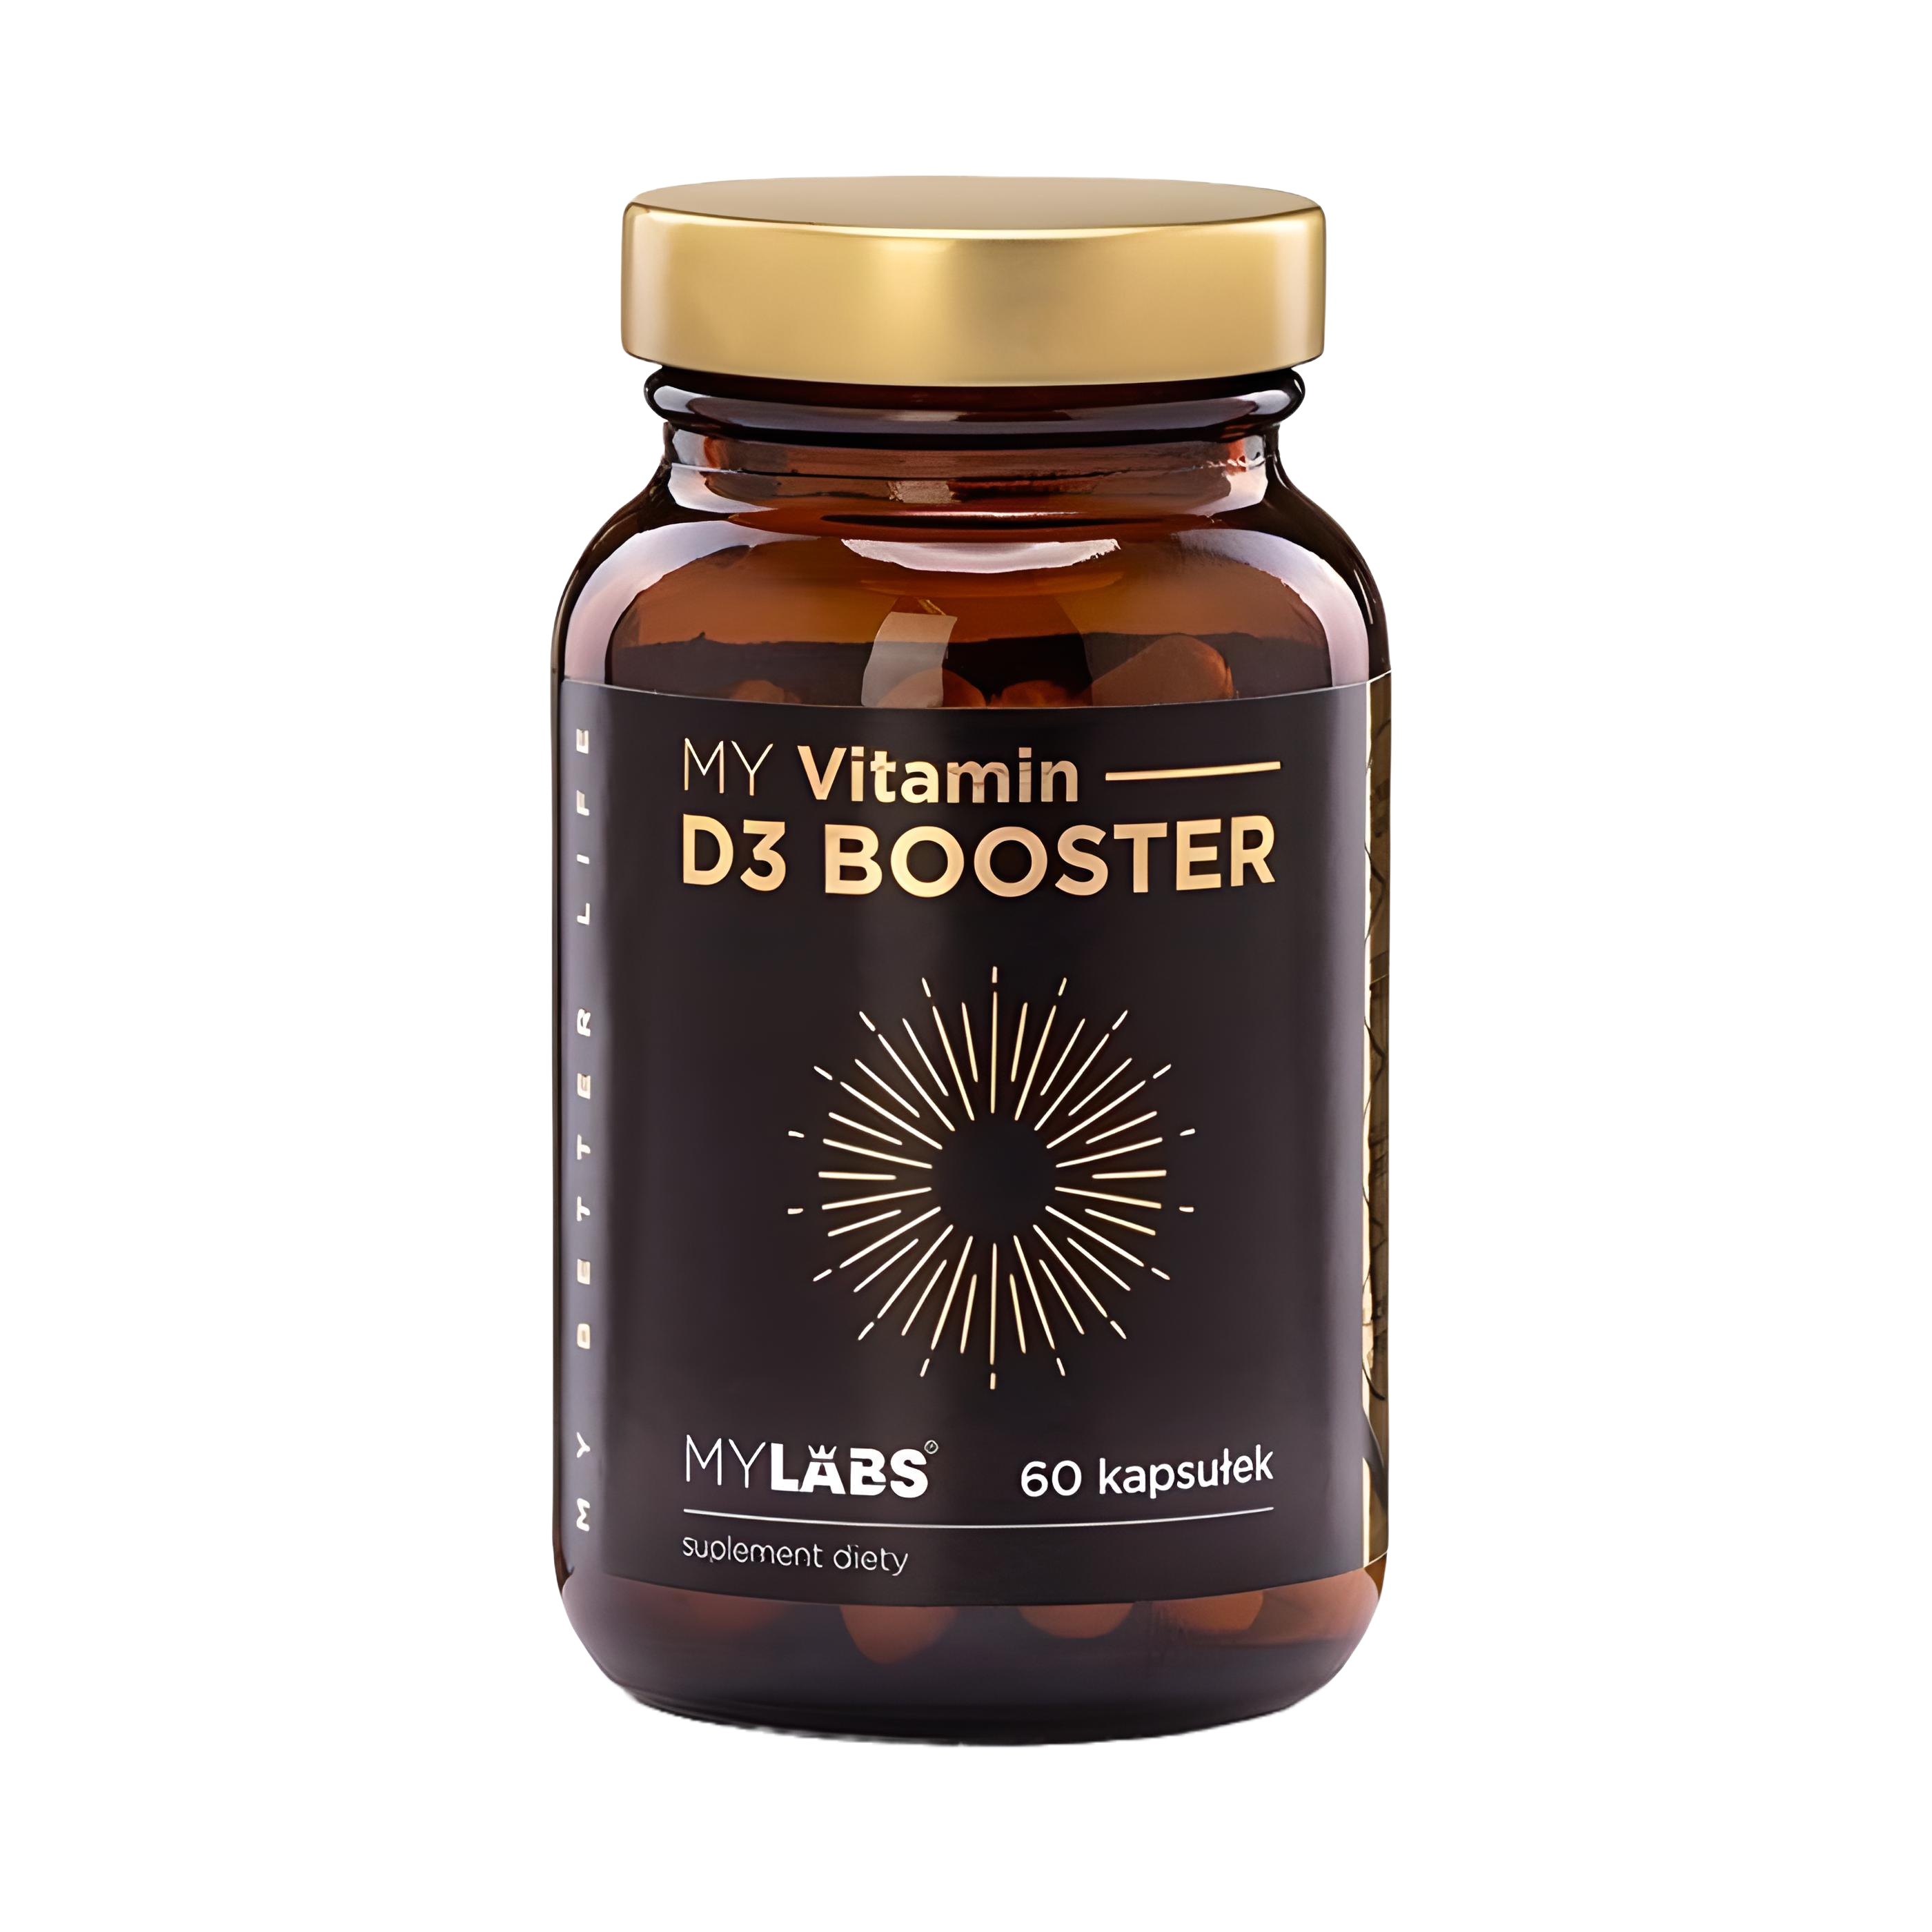 MY Vitamin
D3 BOOSTER
MYLABS
60 kapsułek
suplement diety
MY BETTER LIFE